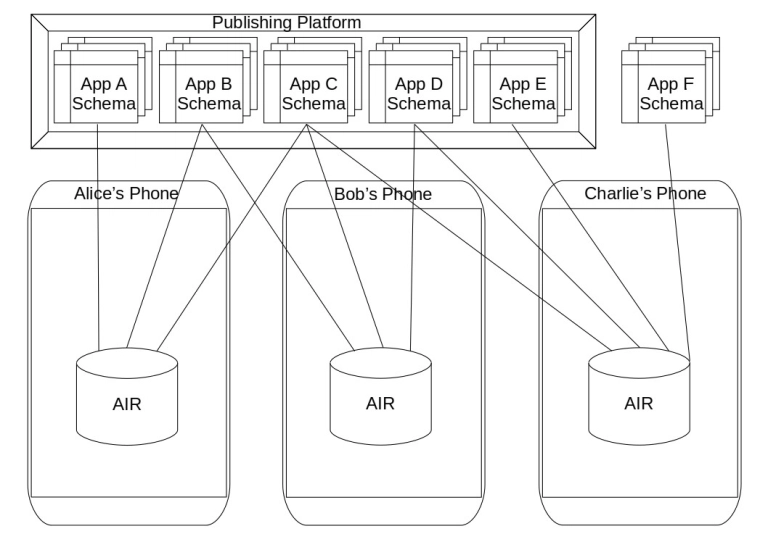 Publishing Platform
App A
Schema
App B
Schema
App C
Schema
App D
Schema
App E
Schema
App F
Schema
Alice's Phone
Bob's Phone
Charlie's Phone
AIR
AIR
AIR